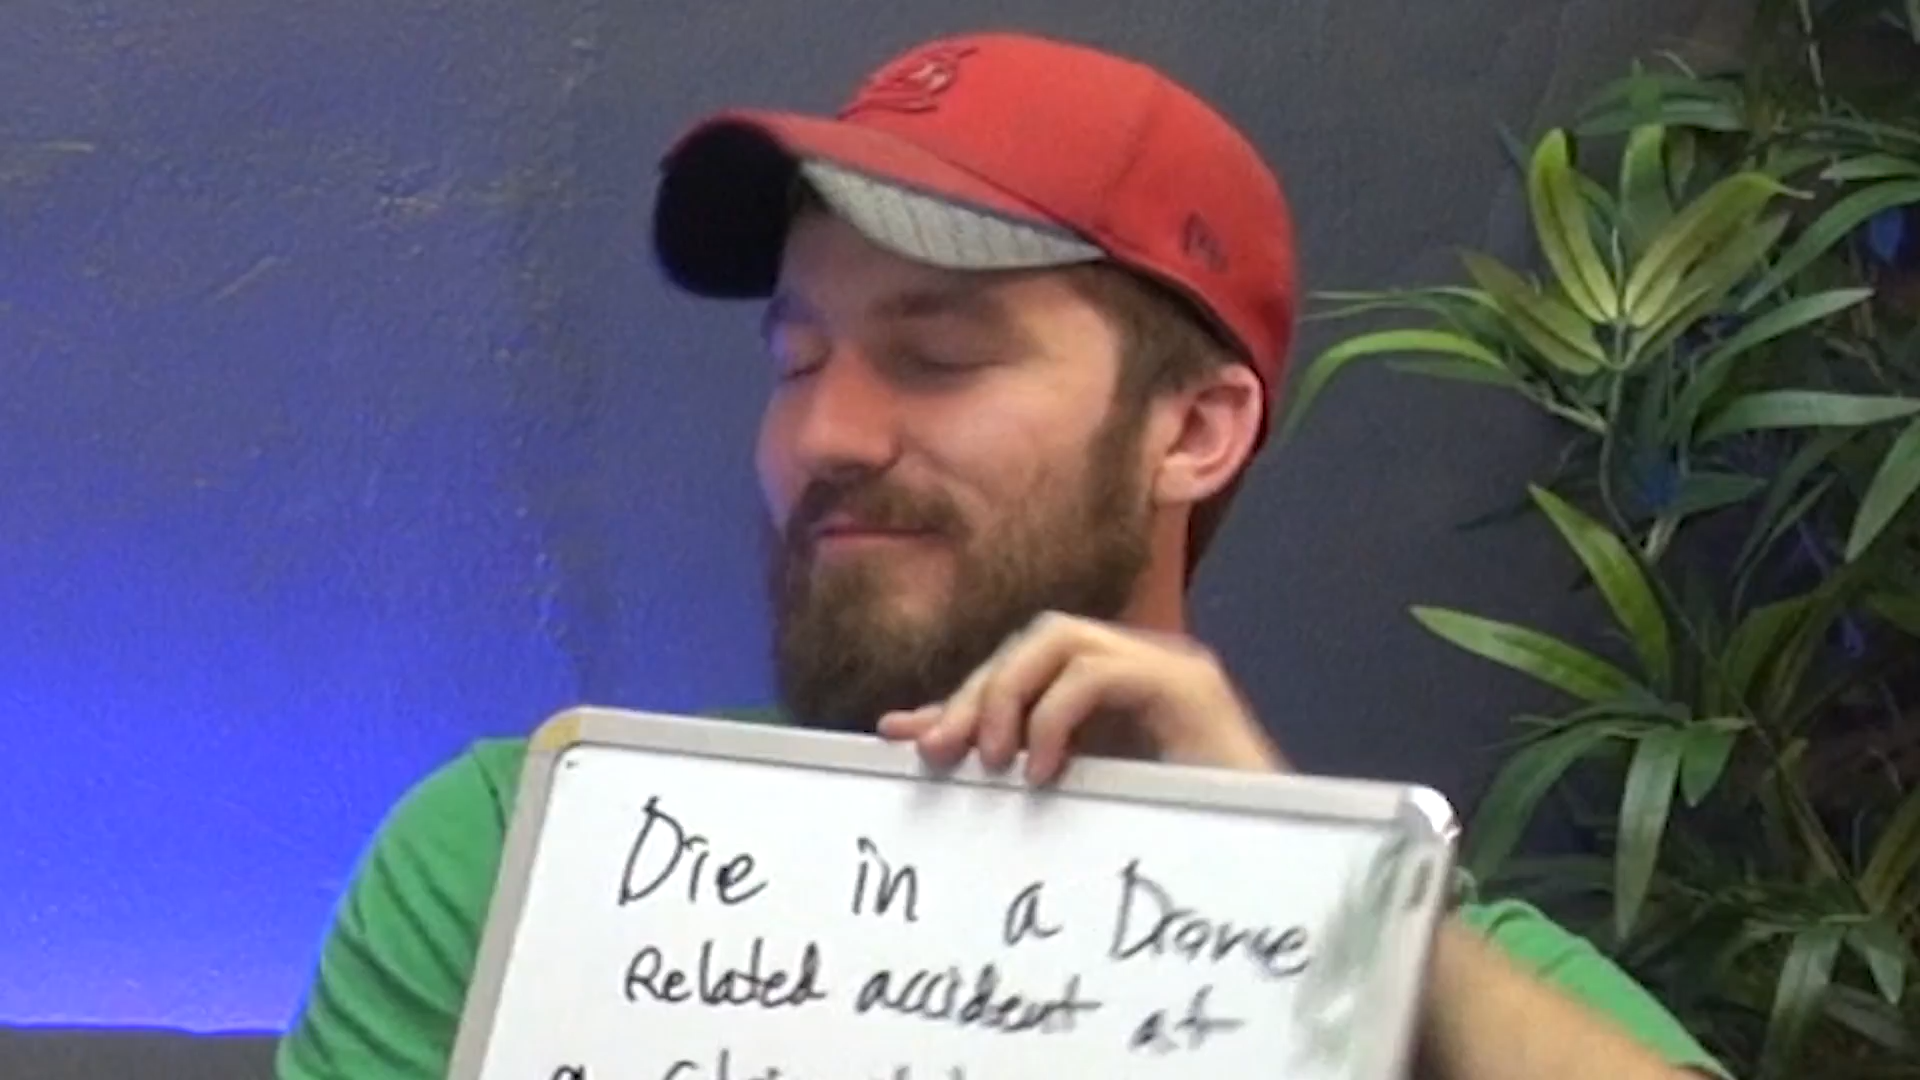 Die in a Drone
Related accident at
a